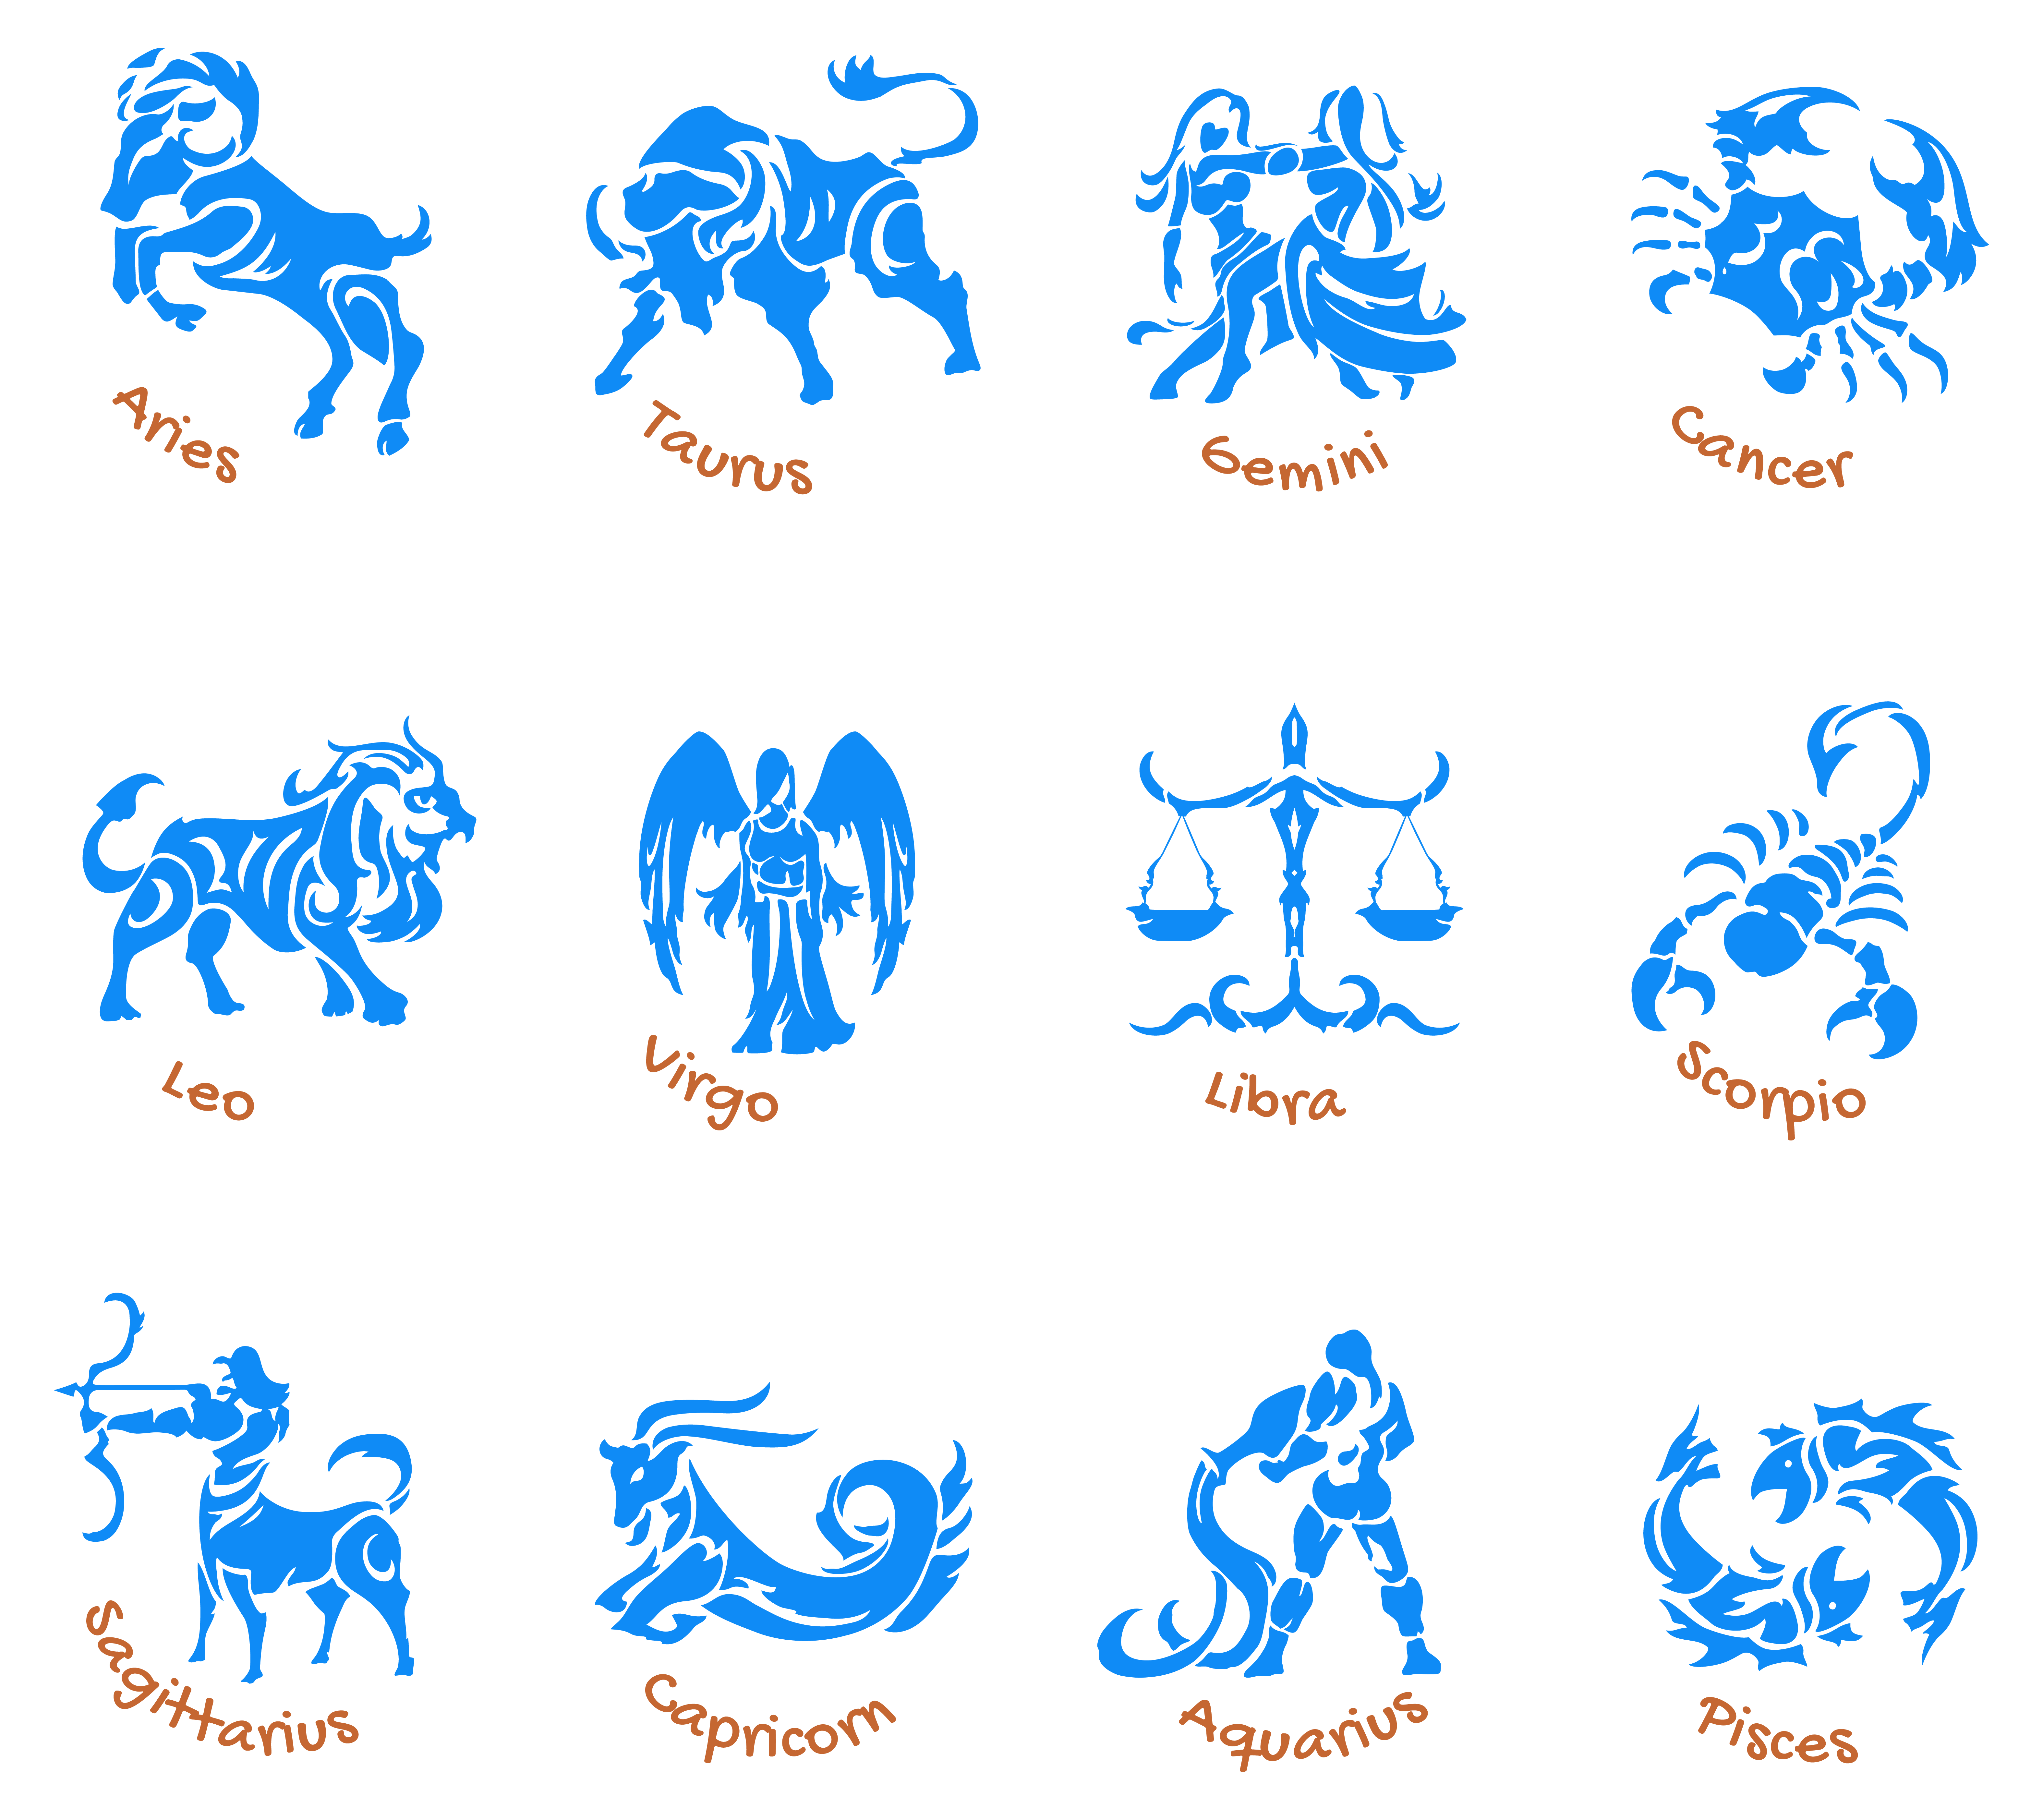 Aries
Taurus
Gemini
Cancer
Leo
Virgo
Libra
Scorpio
Sagittarius
Capricorn
Aquarius
Pisces